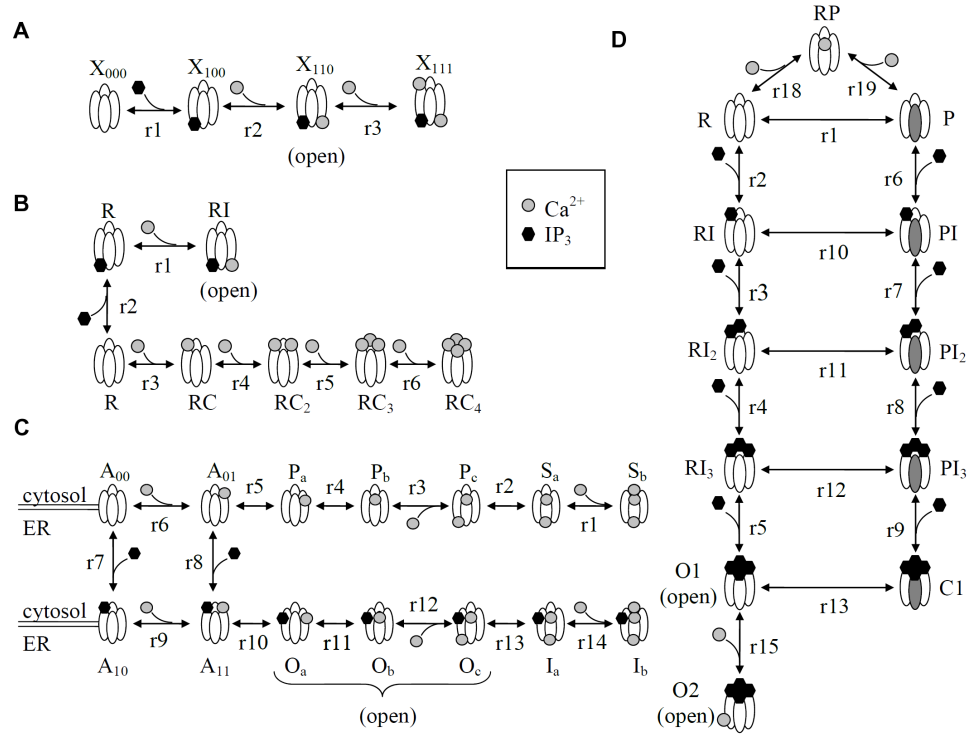 A
X000 X100 X110 X111
r1 r2 r3
(open)
Ca2+
IP3
B
R RI
r1
(open)
r2
r3 r4 r5 r6
R RC RC2 RC3 RC4
C
A00 A01 Pa Pb Pc Sa Sb
cytosol
ER
r6 r5 r4 r3 r2 r1
r7 r8
cytosol
ER
r9 r10 r11 r12 r13 r14
A10 A11 Oa Ob Oc Ia Ib
(open)
D
RP
r18 r19
R P
r1
r2 r6
RI PI
r10
r3 r7
RI2 PI2
r11
r4 r8
RI3 PI3
r12
r5 r9
O1 C1
(open)
r13
r15
O2
(open)